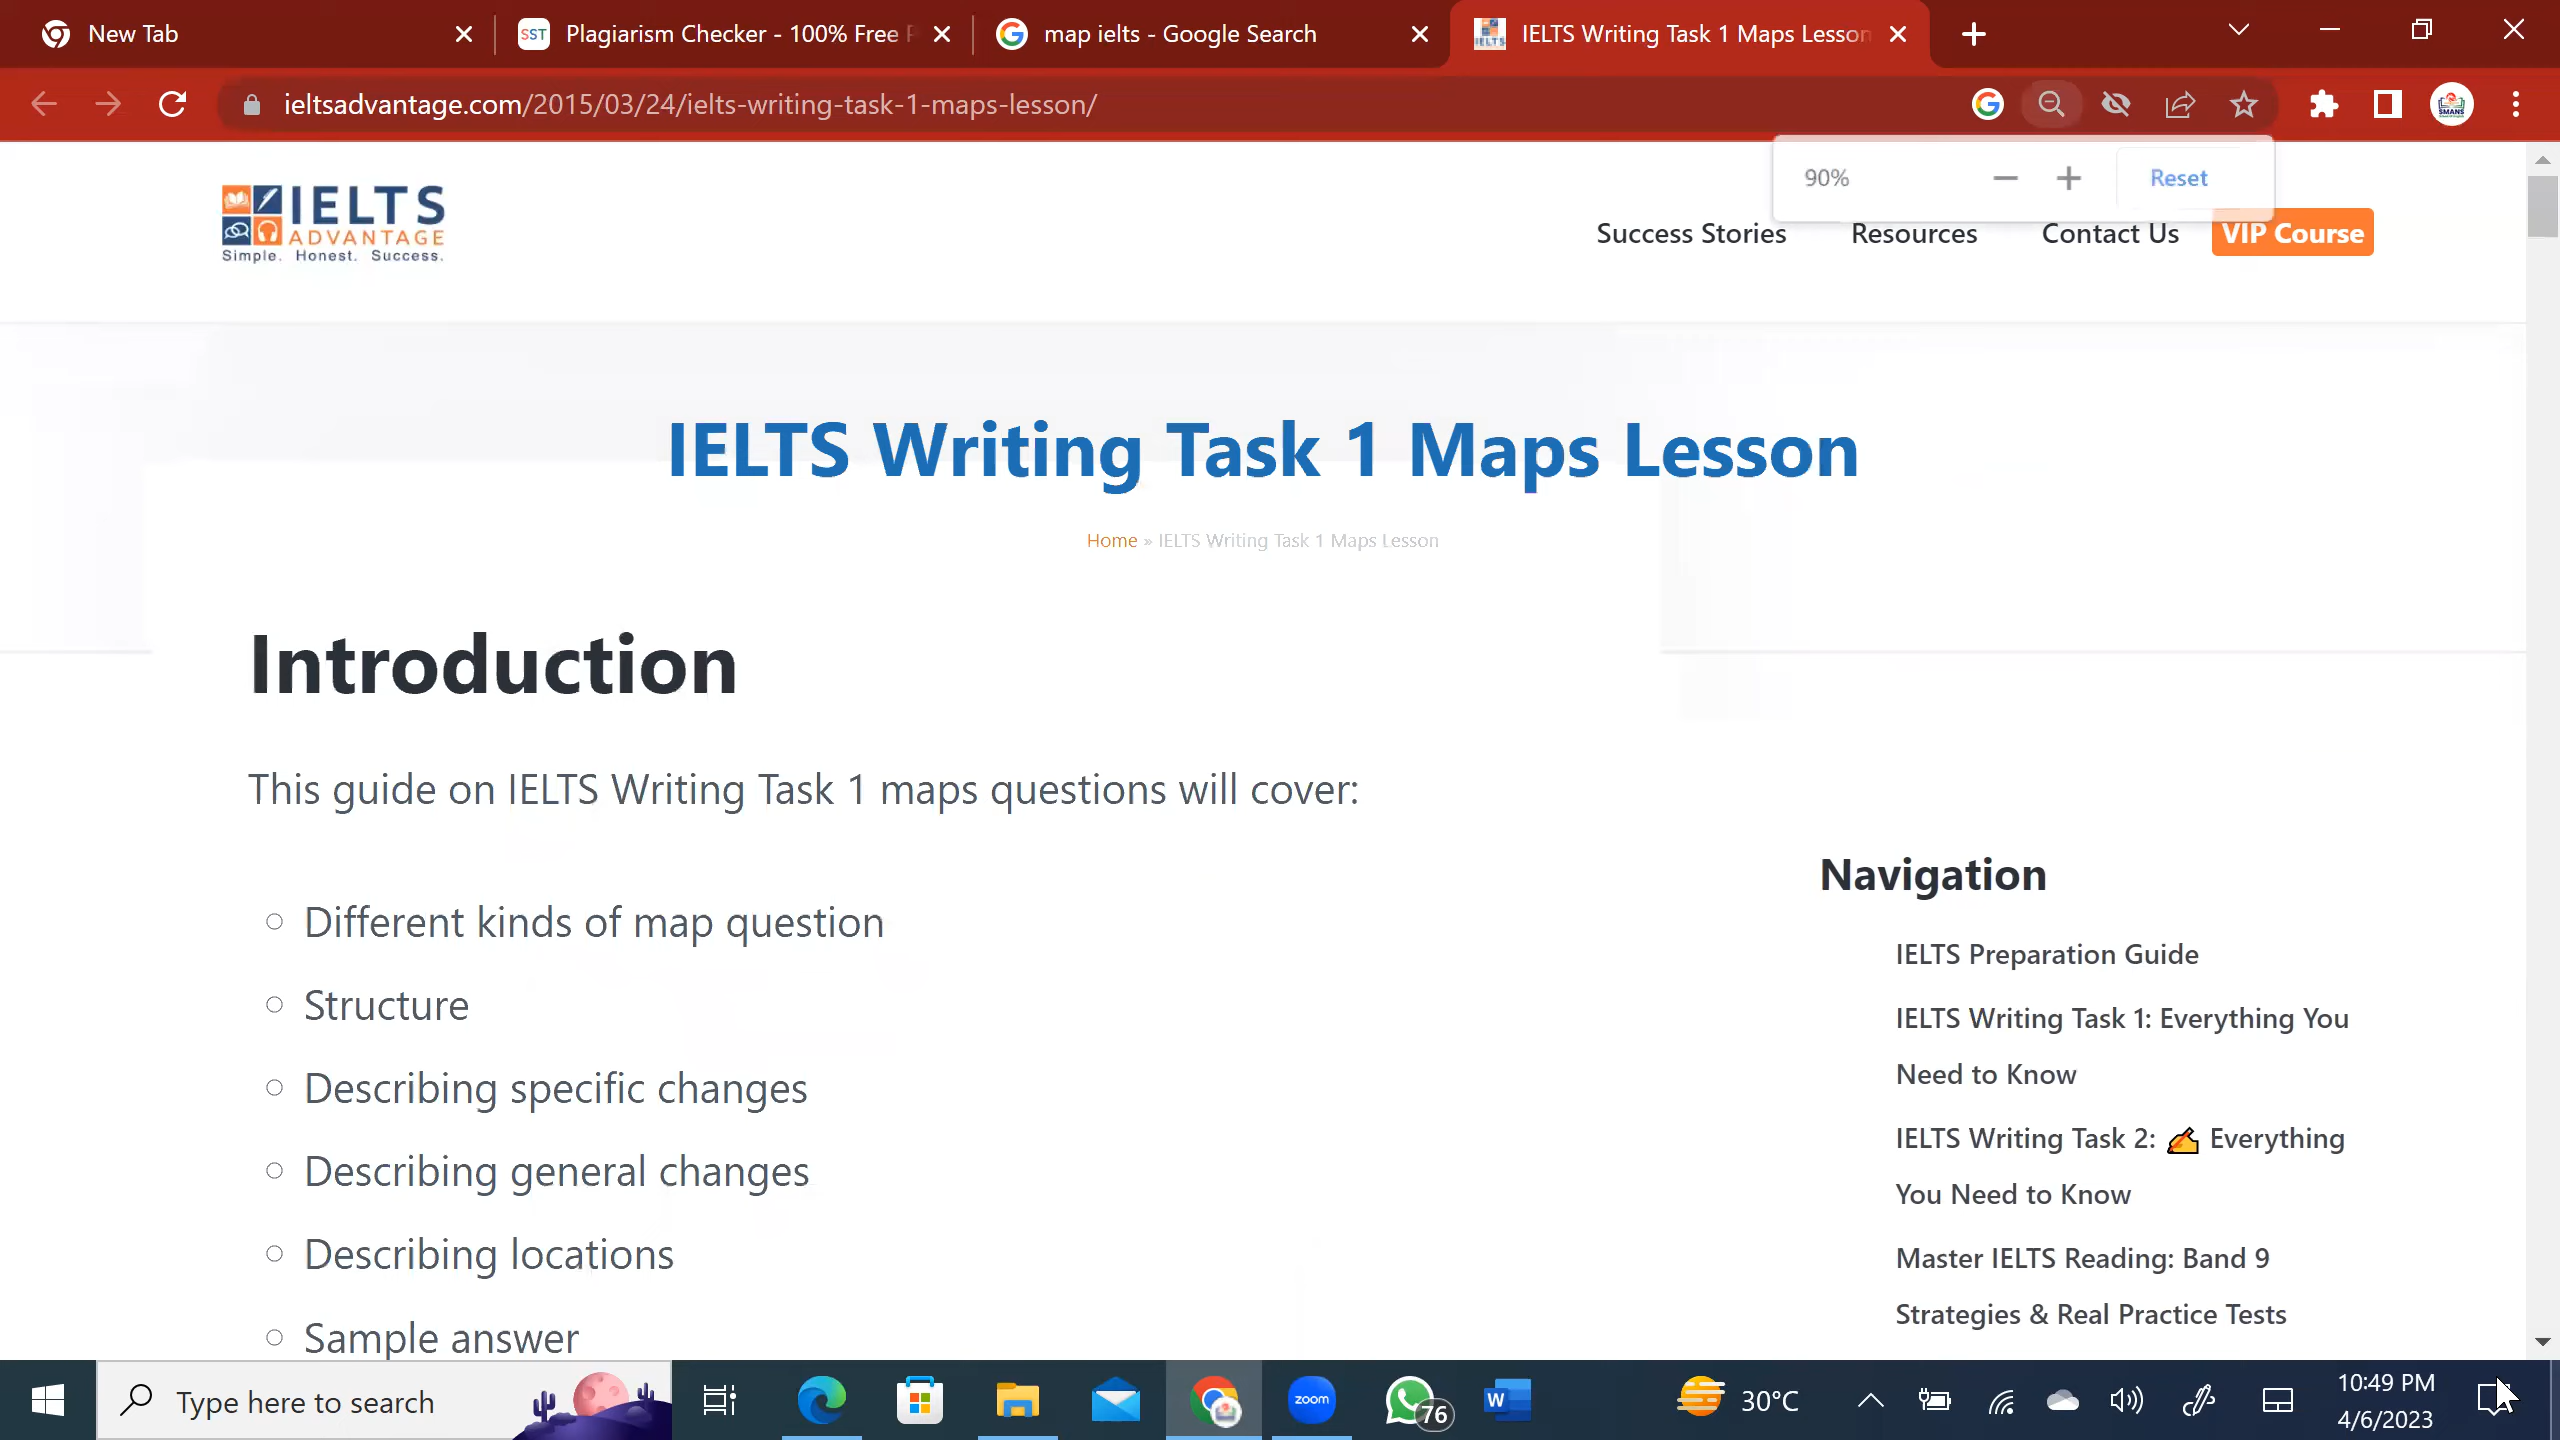 New Tab
Plagiarism Checker - 100% Free P
map ielts - Google Search
IELTS Writing Task 1 Maps Lesson
ieltsadvantage.com/2015/03/24/ielts-writing-task-1-maps-lesson/
90%
Reset
IELTS
ADVANTAGE
Simple. Honest. Success.
Success Stories
Resources
Contact Us
VIP Course
IELTS Writing Task 1 Maps Lesson
Home » IELTS Writing Task 1 Maps Lesson
Introduction
This guide on IELTS Writing Task 1 maps questions will cover:
Different kinds of map question
Structure
Describing specific changes
Describing general changes
Describing locations
Sample answer
Navigation
IELTS Preparation Guide
IELTS Writing Task 1: Everything You
Need to Know
IELTS Writing Task 2: ✍ Everything
You Need to Know
Master IELTS Reading: Band 9
Strategies & Real Practice Tests
Type here to search
zoom
76
W
30°C
10:49 PM
4/6/2023